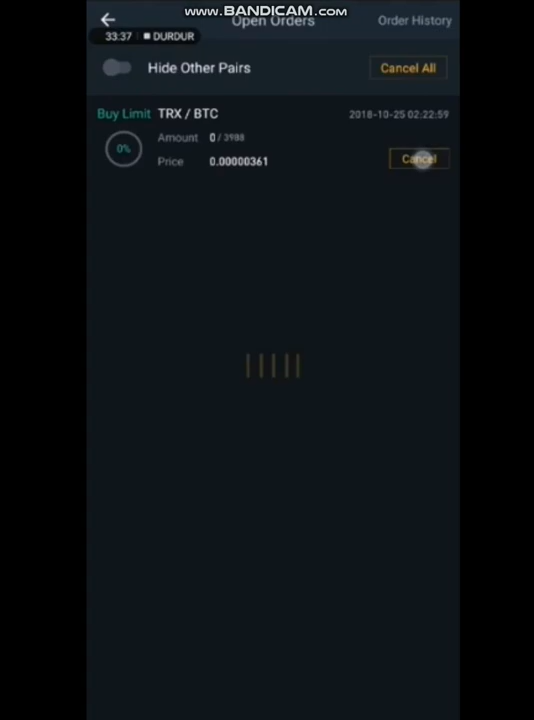 www.BANDICAM.com
Open Orders
Order History
33:37 DURDUR
Hide Other Pairs
Cancel All
Buy Limit TRX / BTC
2018-10-25 02:22:59
0%
Amount 0 / 3988
Price 0.00000361
Cancel